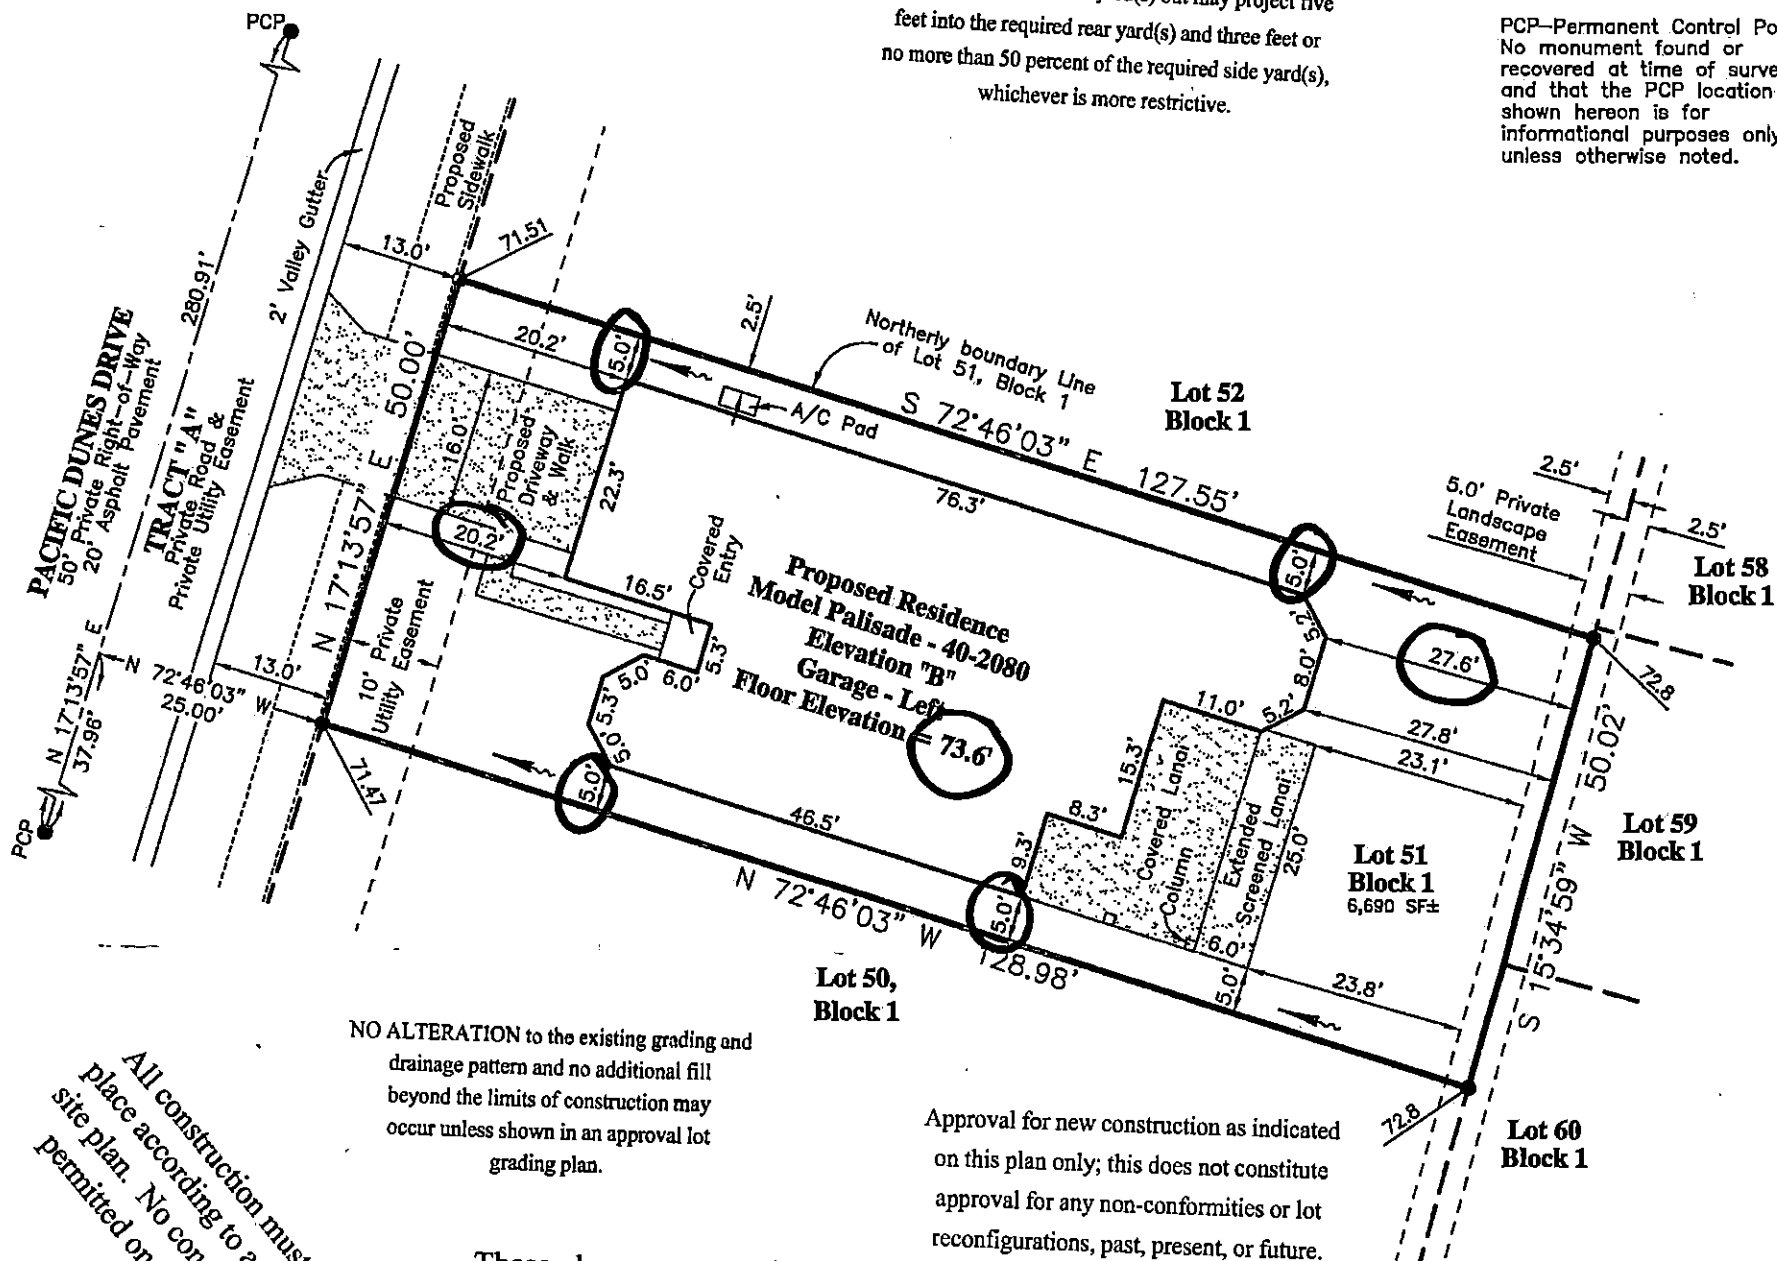 feet into the required rear yard(s) and three feet or
no more than 50 percent of the required side yard(s),
whichever is more restrictive.
PCP-Permanent Control
No monument found or
recovered at time of
and that the PCP location
shown hereon is for
informational purposes only
unless otherwise noted.
PCP
Proposed
Sidewalk
2' Valley Gutter
13.0'
71.51
280.91'
PACIFIC DUNES DRIVE
50' Private Right-of-Way
20' Asphalt Pavement
TRACT "A"
Private Road &
Private Utility Easement
N 17°13'57" E 50.00'
20.2'
5.0'
2.5'
Northerly boundary Line
of Lot 51, Block 1
A/C Pad
S 72°46'03" E 127.55'
Lot 52
Block 1
76.3'
16.0'
Proposed
Driveway
& Walk
22.3'
20.2'
Covered
Entry
16.5'
5.3'
6.0'
5.0'
5.3'
5.0'
5.0'
Proposed Residence
Model Palisade - 40-2080
Elevation "B"
Garage - Left
Floor Elevation = 73.6'
5.0'
5.2'
8.0'
5.2'
27.6'
27.8'
23.1'
5.0' Private
Landscape
Easement
2.5'
2.5'
Lot 58
Block 1
72.8
S 15°34'59" W 50.02'
Lot 59
Block 1
11.0'
15.3'
8.3'
9.3'
Covered Lanai
Column
Extended
Screened Lanai
25.0'
Lot 51
Block 1
6,690 SF±
N 17°13'57" E
37.96'
N 72°46'03" W
25.00'
13.0'
10' Private
Utility Easement
71.47
PCP
46.5'
5.0'
N 72°46'03" W 128.98'
6.0'
5.0'
23.8'
72.8
Lot 50,
Block 1
Lot 60
Block 1
NO ALTERATION to the existing grading and
drainage pattern and no additional fill
beyond the limits of construction may
occur unless shown in an approval lot
grading plan.
All construction must
place according to a
site plan. No
permitted
Approval for new construction as indicated
on this plan only; this does not constitute
approval for any non-conformities or lot
reconfigurations, past, present, or future.